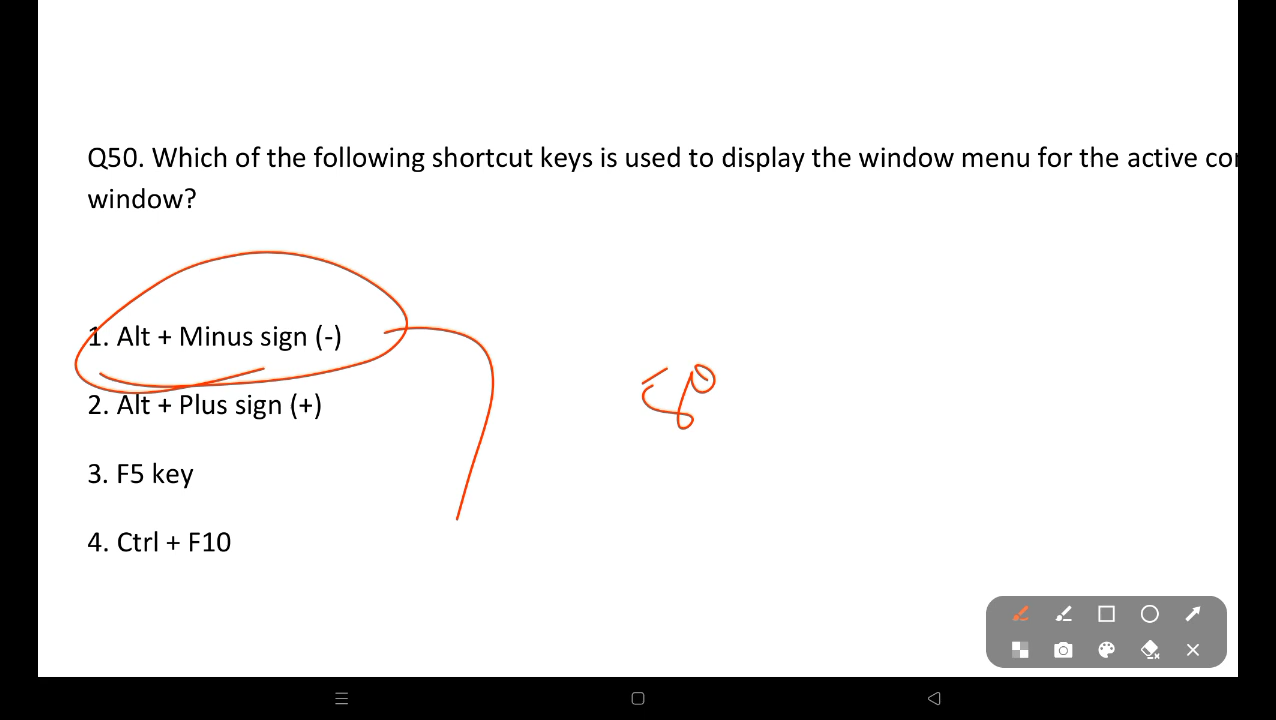 Q50. Which of the following shortcut keys is used to display the window menu for the active
window?
1. Alt + Minus sign (-)
2. Alt + Plus sign (+)
3. F5 key
4. Ctrl + F10
50